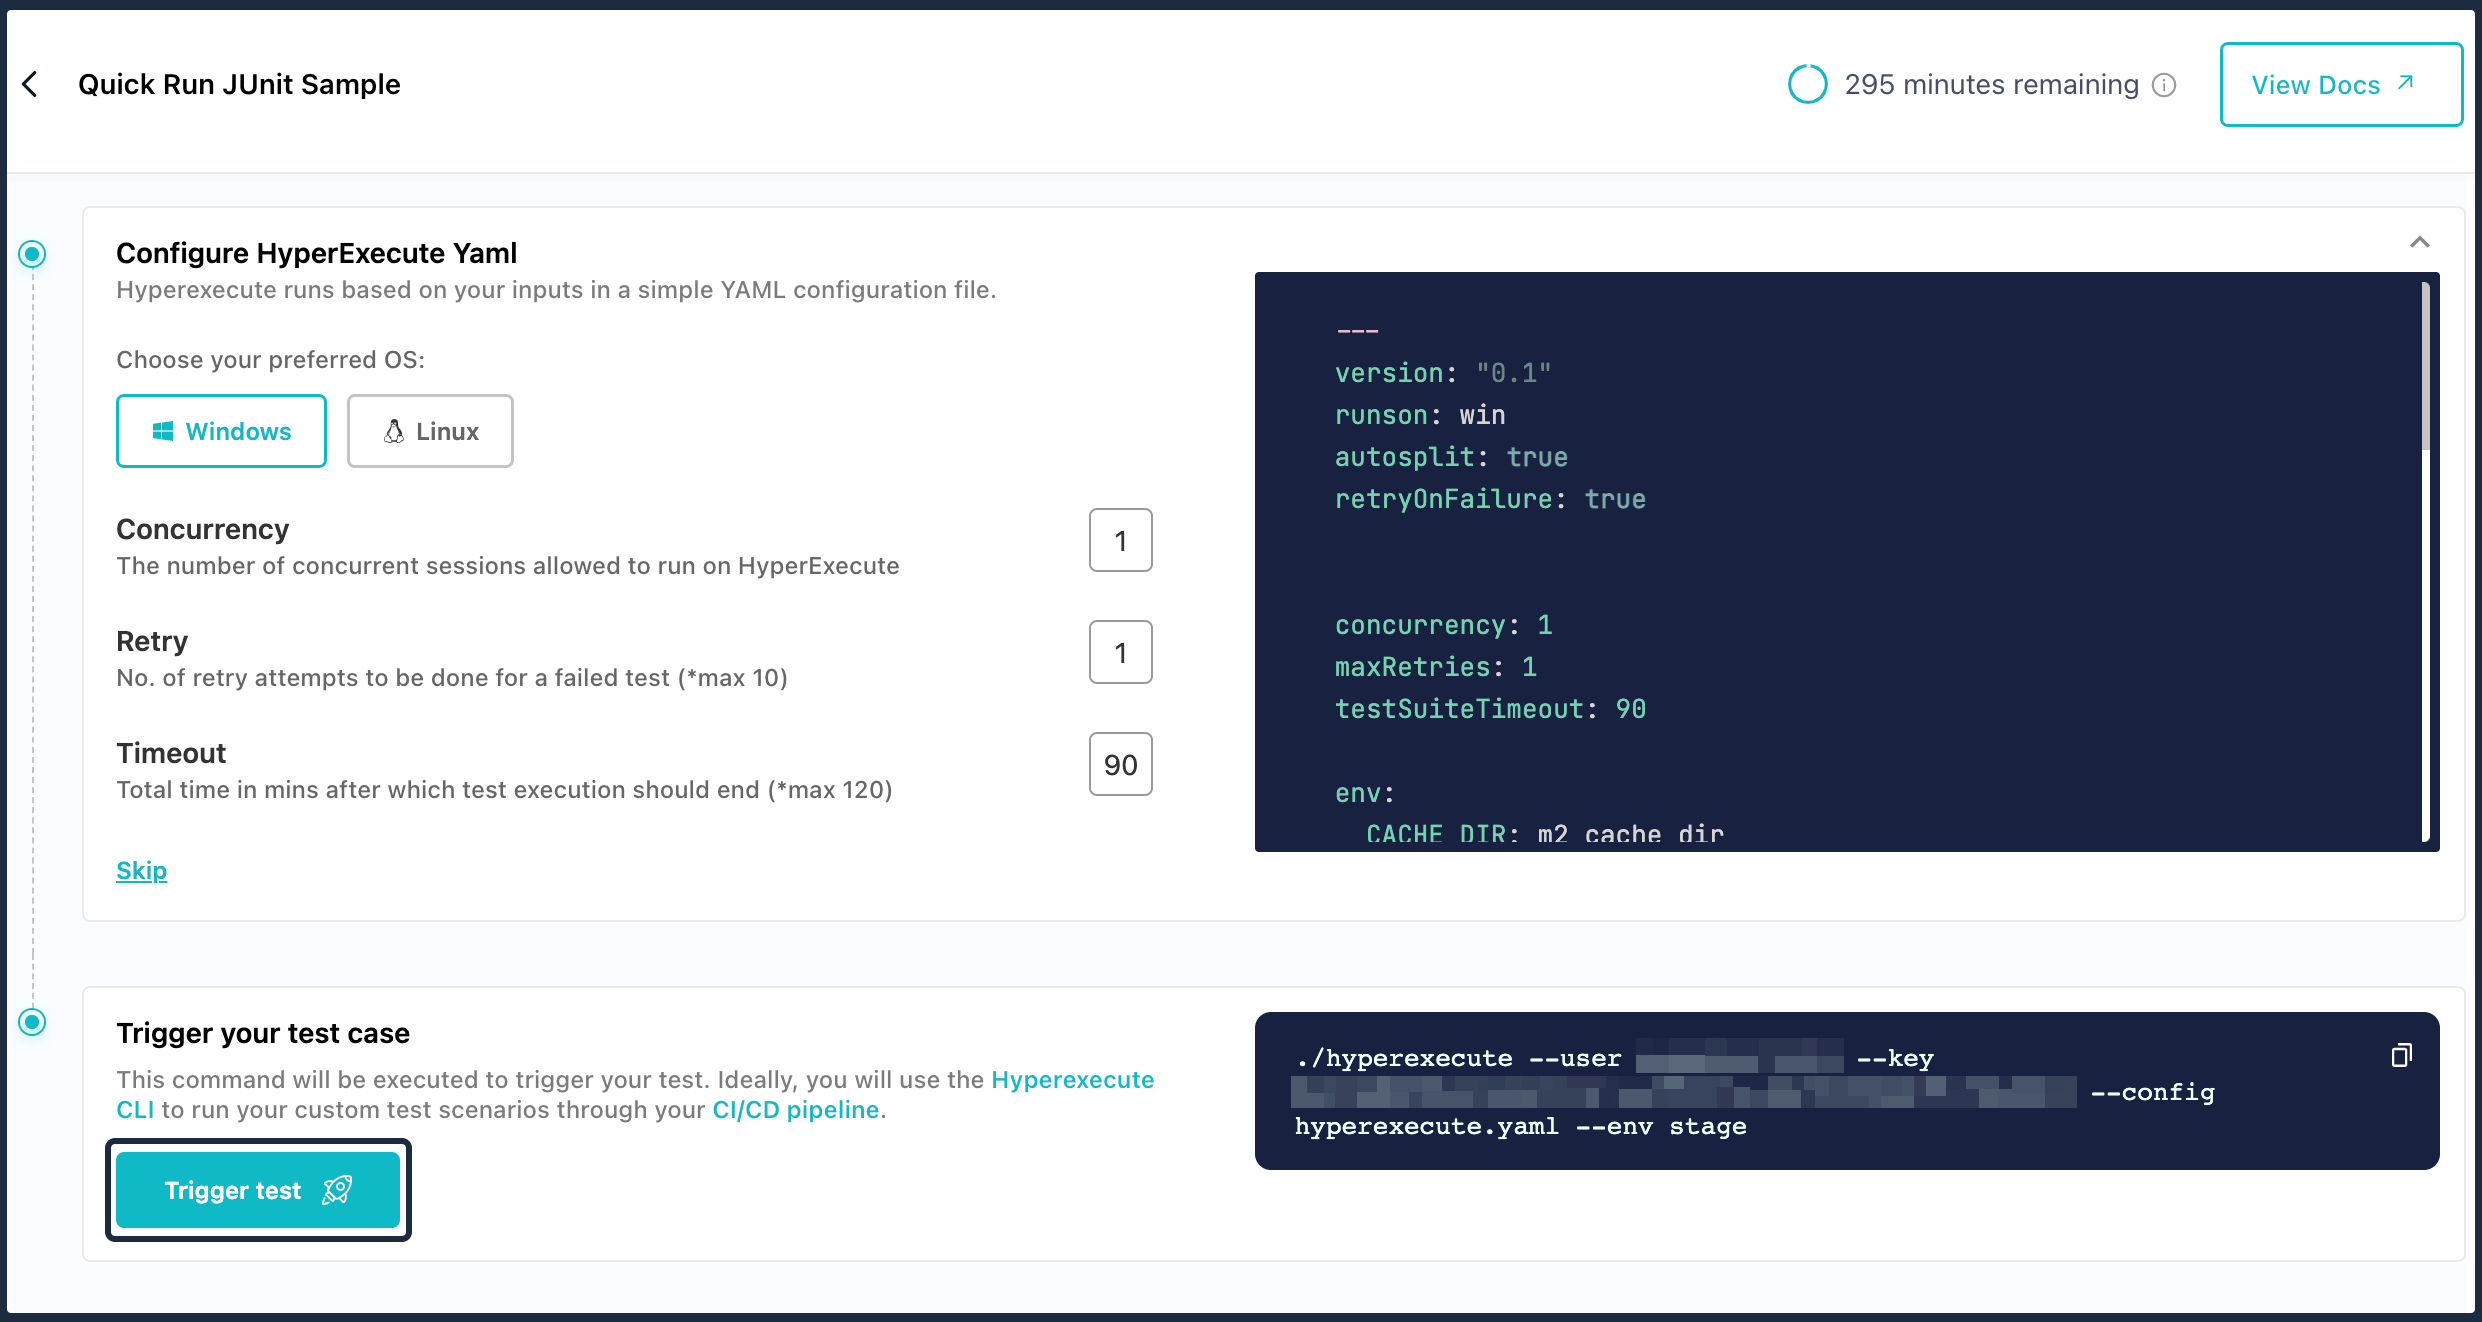 Quick Run JUnit Sample
295 minutes remaining
View Docs
Configure HyperExecute Yaml
Hyperexecute runs based on your inputs in a simple YAML configuration file.
Choose your preferred OS:
Windows
Linux
Concurrency
The number of concurrent sessions allowed to run on HyperExecute
1
Retry
No. of retry attempts to be done for a failed test (*max 10)
1
Timeout
Total time in mins after which test execution should end (*max 120)
90
Skip
---
version: "0.1"
runson: win
autosplit: true
retryOnFailure: true
concurrency: 1
maxRetries: 1
testSuiteTimeout: 90
env:
CACHE_DIR: m2_cache_dir
Trigger your test case
This command will be executed to trigger your test. Ideally, you will use the Hyperexecute
CLI to run your custom test scenarios through your CI/CD pipeline.
Trigger test
./hyperexecute --user --key
--config
hyperexecute.yaml --env stage